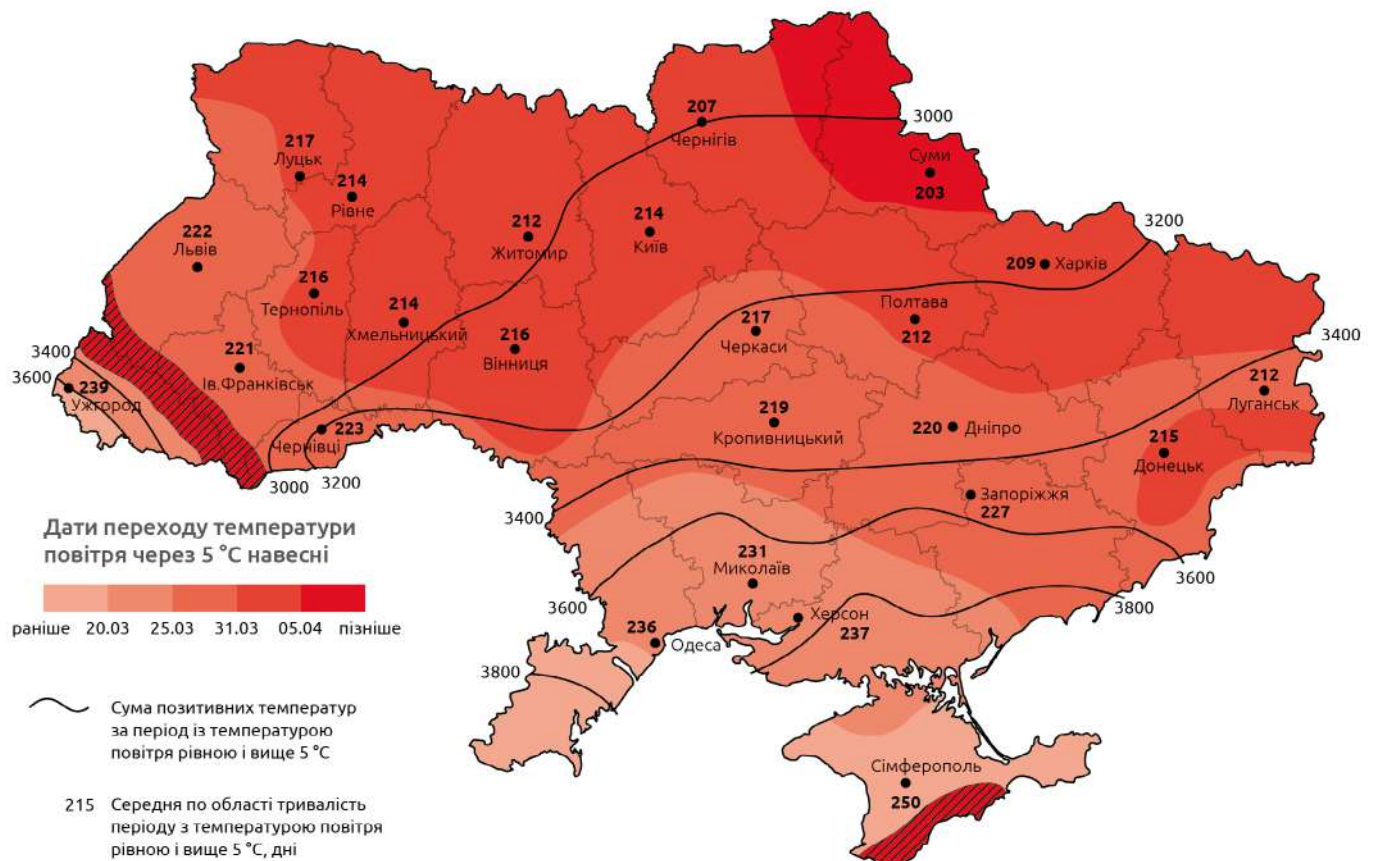 207
Чернігів
3000
Суми
203
217
Луцьк
214
Рівне
222
Львів
212
Житомир
214
Київ
3200
209 Харків
216
Тернопіль
214
Хмельницький
216
Вінниця
217
Черкаси
Полтава
212
3400
3400
3600
239
Ужгород
221
Ів.Франківськ
223
Чернівці
3000
3200
219
Кропивницький
220 Дніпро
212
Луганськ
215
Донецьк
Запоріжжя
227
3400
231
Миколаїв
3600
3600
3800
Херсон
237
236
Одеса
3800
Сімферополь
250
Дати переходу температури
повітря через 5 °C навесні
раніше 20.03 25.03 31.03 05.04 пізніше
Сума позитивних температур
за період із температурою
повітря рівною і вище 5 °C
215 Середня по області тривалість
періоду з температурою повітря
рівною і вище 5 °C, дні